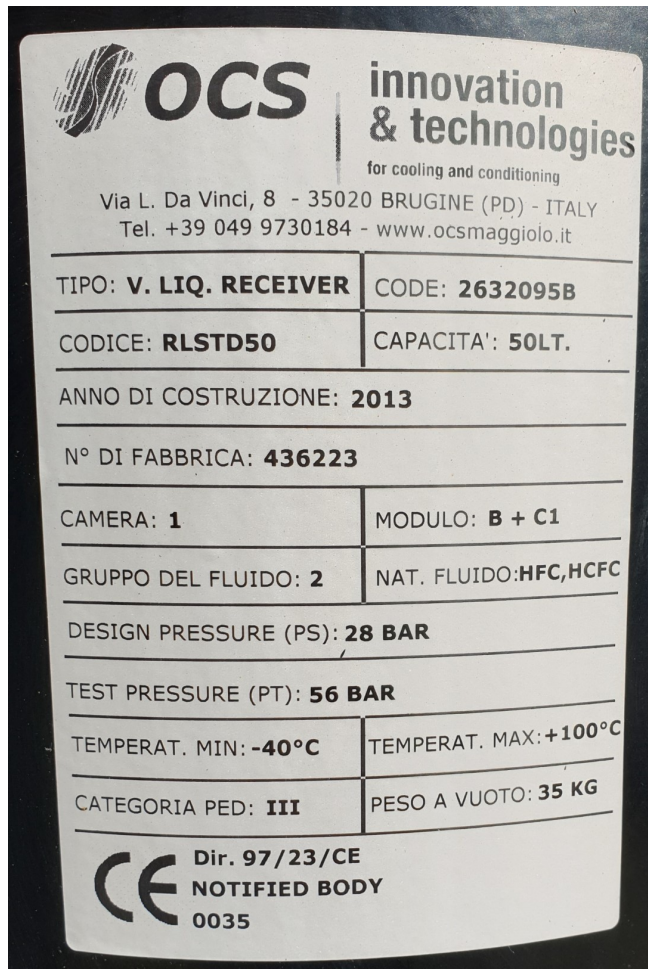 OCS
innovation
& technologies
for cooling and conditioning
Via L. Da Vinci, 8 - 35020 BRUGINE (PD) - ITALY
Tel. +39 049 9730184 - www.ocsmaggiolo.it
TIPO: V. LIQ. RECEIVER CODE: 2632095B
CODICE: RLSTD50 CAPACITA': 50LT.
ANNO DI COSTRUZIONE: 2013
N° DI FABBRICA: 436223
CAMERA: 1 MODULO: B + C1
GRUPPO DEL FLUIDO: 2 NAT. FLUIDO:HFC,HCFC
DESIGN PRESSURE (PS): 28 BAR
TEST PRESSURE (PT): 56 BAR
TEMPERAT. MIN: -40°C TEMPERAT. MAX:+100°C
CATEGORIA PED: III PESO A VUOTO: 35 KG
CE Dir. 97/23/CE
NOTIFIED BODY
0035